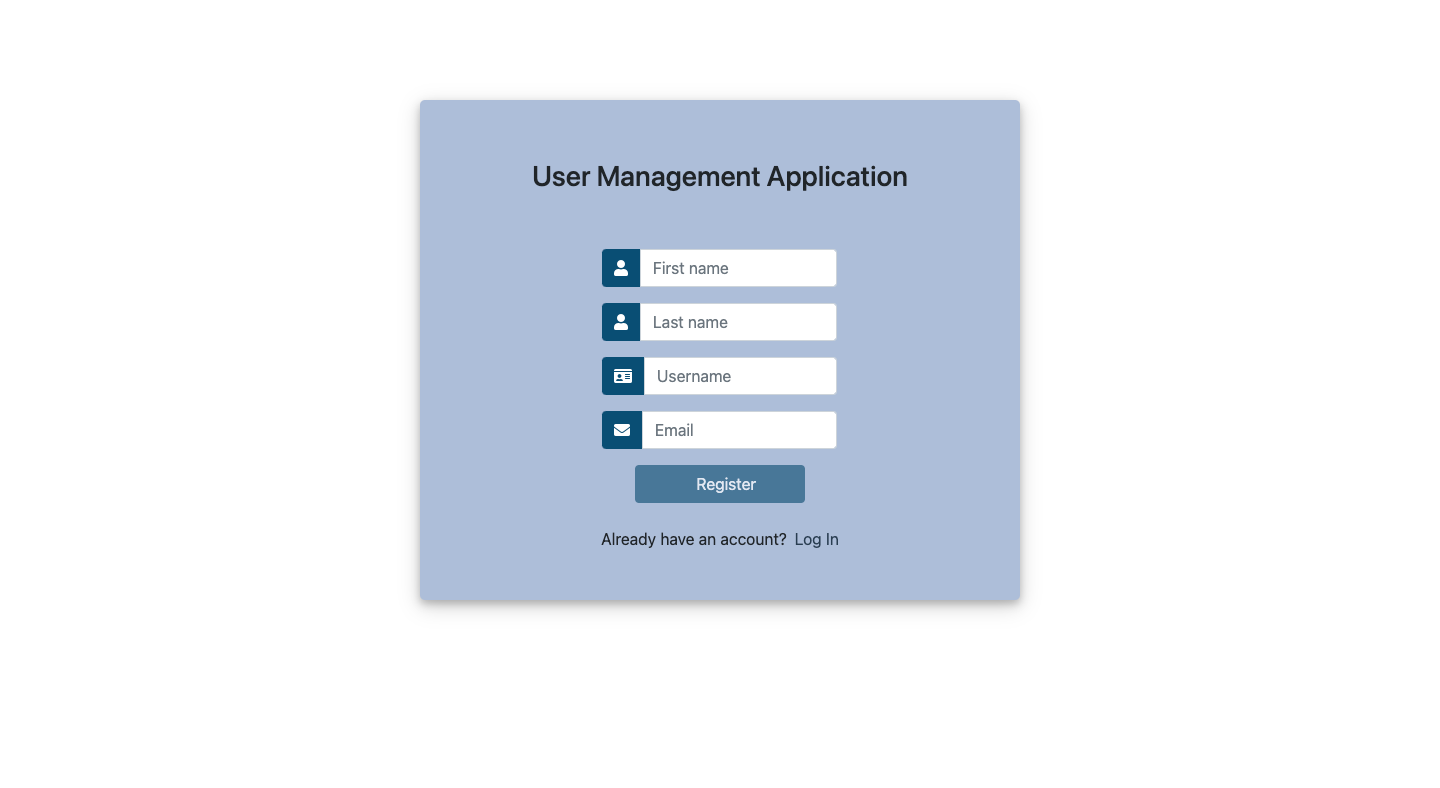 User Management Application
First name
Last name
Username
Email
Register
Already have an account? Log In